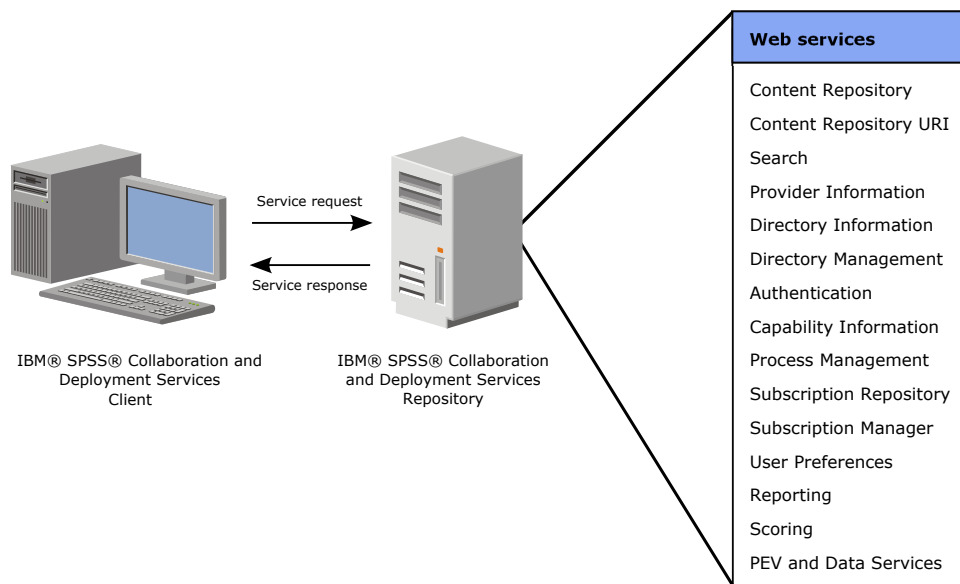 Service request
Service response
IBM® SPSS® Collaboration and
Deployment Services
Client
IBM® SPSS® Collaboration
and Deployment Services
Repository
Web services
Content Repository
Content Repository URI
Search
Provider Information
Directory Information
Directory Management
Authentication
Capability Information
Process Management
Subscription Repository
Subscription Manager
User Preferences
Reporting
Scoring
PEV and Data Services